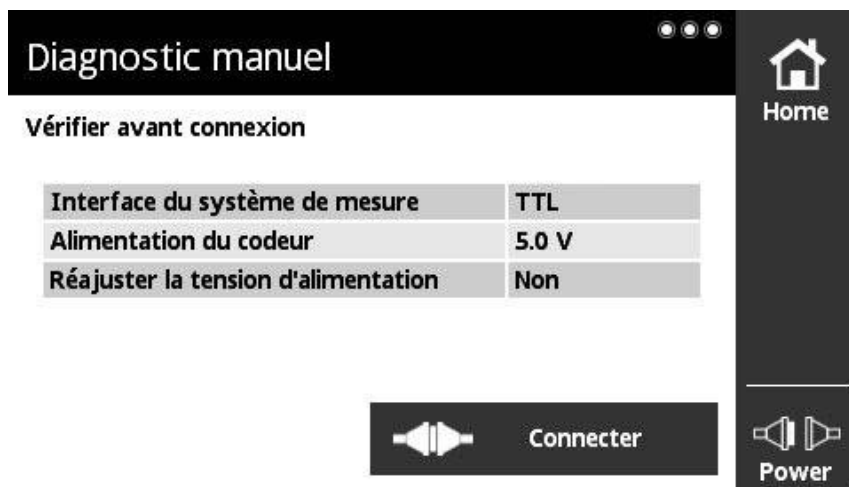 Diagnostic manuel
Home
Vérifier avant connexion
Interface du système de mesure TTL
Alimentation du codeur 5.0 V
Réajuster la tension d'alimentation Non
Connecter
Power